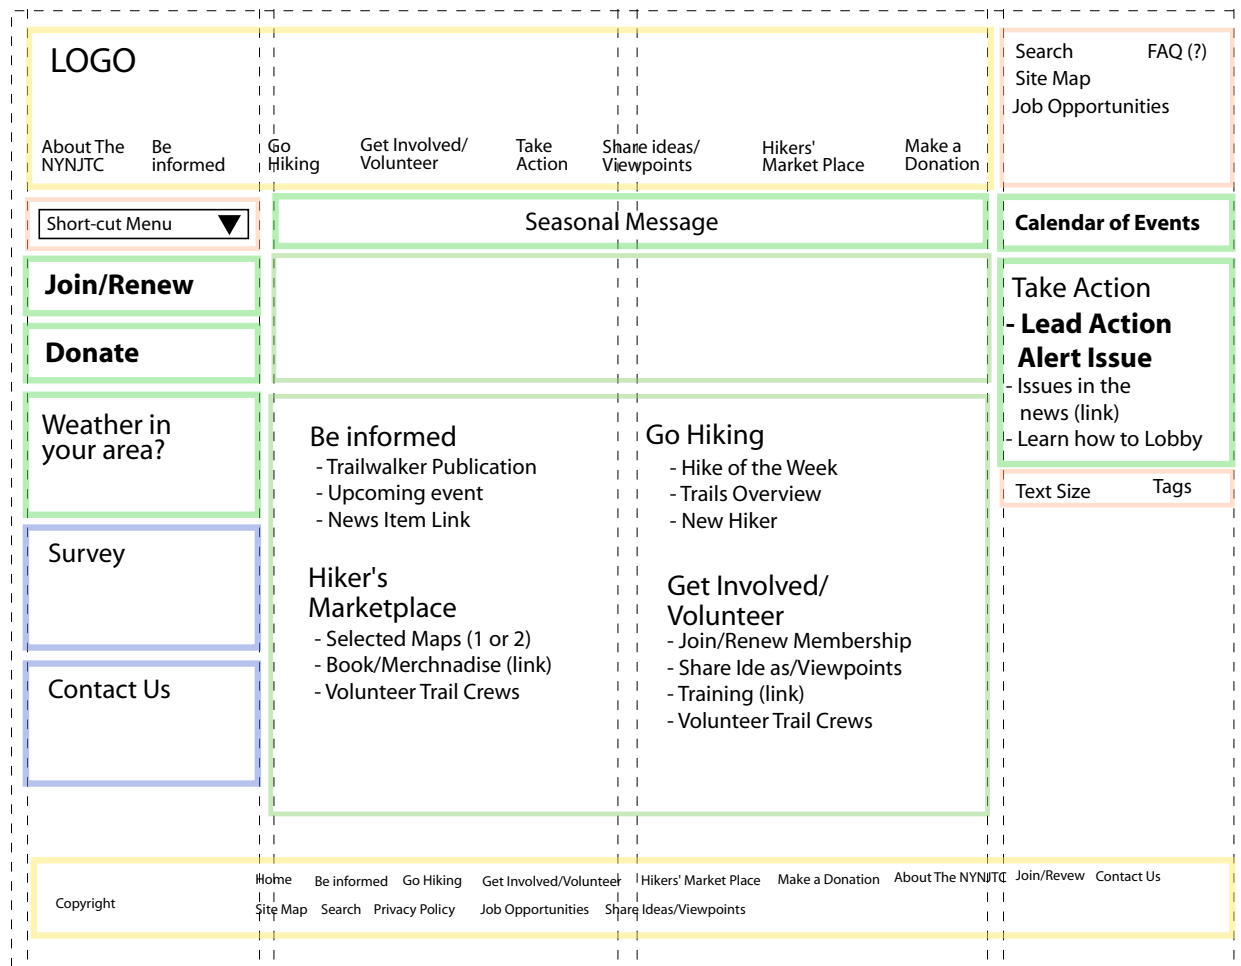 LOGO
About The
NYNJTC
Be
informed
Go
Hiking
Get Involved/
Volunteer
Take
Action
Share ideas/
Viewpoints
Hikers'
Market Place
Make a
Donation
Search
FAQ (?)
Site Map
Job Opportunities
Short-cut Menu
Seasonal Message
Calendar of Events
Join/Renew
Donate
Weather in
your area?
Survey
Contact Us
Be informed
- Trailwalker Publication
- Upcoming event
- News Item Link
Go Hiking
- Hike of the Week
- Trails Overview
- New Hiker
Hiker's
Marketplace
- Selected Maps (1 or 2)
- Book/Merchnadise (link)
- Volunteer Trail Crews
Get Involved/
Volunteer
- Join/Renew Membership
- Share Ide as/Viewpoints
- Training (link)
- Volunteer Trail Crews
Take Action
- Lead Action
Alert Issue
- Issues in the
news (link)
- Learn how to Lobby
Text Size
Tags
Copyright
Home Be informed Go Hiking Get Involved/Volunteer Hikers' Market Place Make a Donation About The NYNJTC Join/Revew Contact Us
Site Map Search Privacy Policy Job Opportunities Share Ideas/Viewpoints